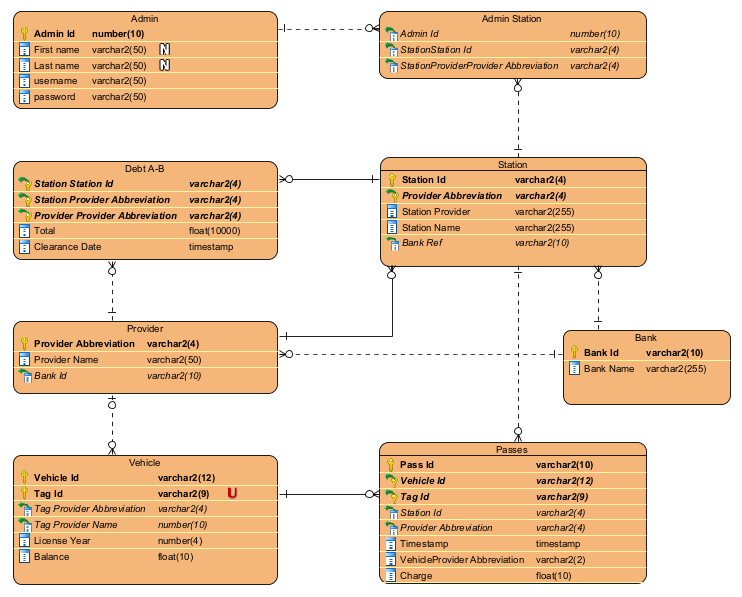 Admin
Admin Id number(10)
First name varchar2(50) N
Last name varchar2(50) N
username varchar2(50)
password varchar2(50)
Admin Station
Admin Id number(10)
StationStation Id varchar2(4)
StationProviderProvider Abbreviation varchar2(4)
Debt A-B
Station Station Id varchar2(4)
Station Provider Abbreviation varchar2(4)
Provider Provider Abbreviation varchar2(4)
Total float(10000)
Clearance Date timestamp
Station
Station Id varchar2(4)
Provider Abbreviation varchar2(4)
Station Provider varchar2(255)
Station Name varchar2(255)
Bank Ref varchar2(10)
Provider
Provider Abbreviation varchar2(4)
Provider Name varchar2(50)
Bank Id varchar2(10)
Bank
Bank Id varchar2(10)
Bank Name varchar2(255)
Vehicle
Vehicle Id varchar2(12)
Tag Id varchar2(9) U
Tag Provider Abbreviation varchar2(4)
Tag Provider Name number(10)
License Year number(4)
Balance float(10)
Passes
Pass Id varchar2(10)
Vehicle Id varchar2(12)
Tag Id varchar2(9)
Station Id varchar2(4)
Provider Abbreviation varchar2(4)
Timestamp timestamp
VehicleProvider Abbreviation varchar2(2)
Charge float(10)